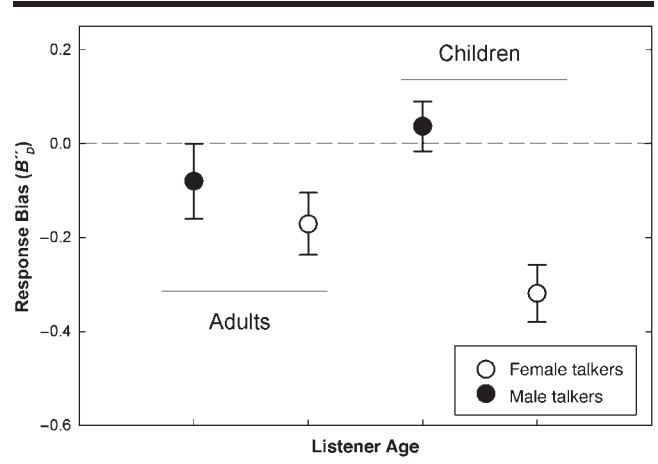 0.2
Children
0.0
−0.2
Adults
−0.4
−0.6
Response Bias (B″D)
Female talkers
Male talkers
Listener Age